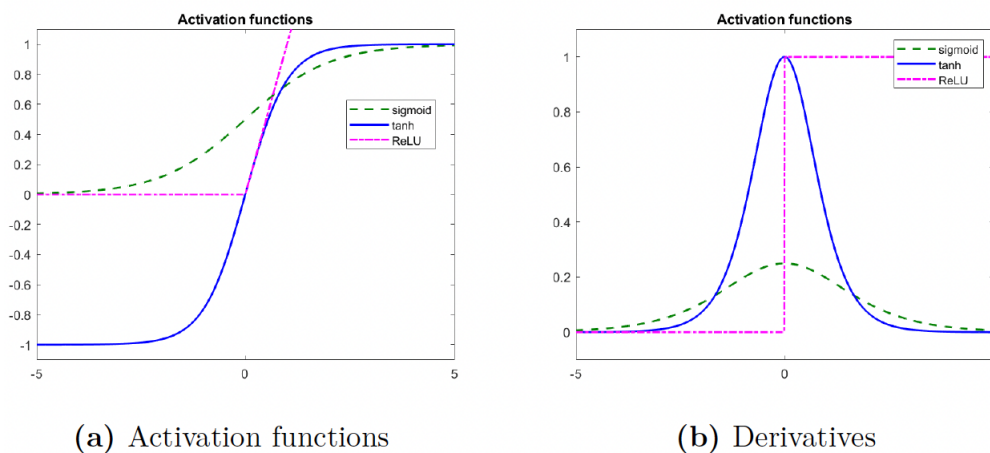 Activation functions
1
0.8
0.6
0.4
0.2
0
-0.2
-0.4
-0.6
-0.8
-1
-5
0
5
sigmoid
tanh
ReLU
(a) Activation functions
Activation functions
1
0.8
0.6
0.4
0.2
0
-5
0
sigmoid
tanh
ReLU
(b) Derivatives